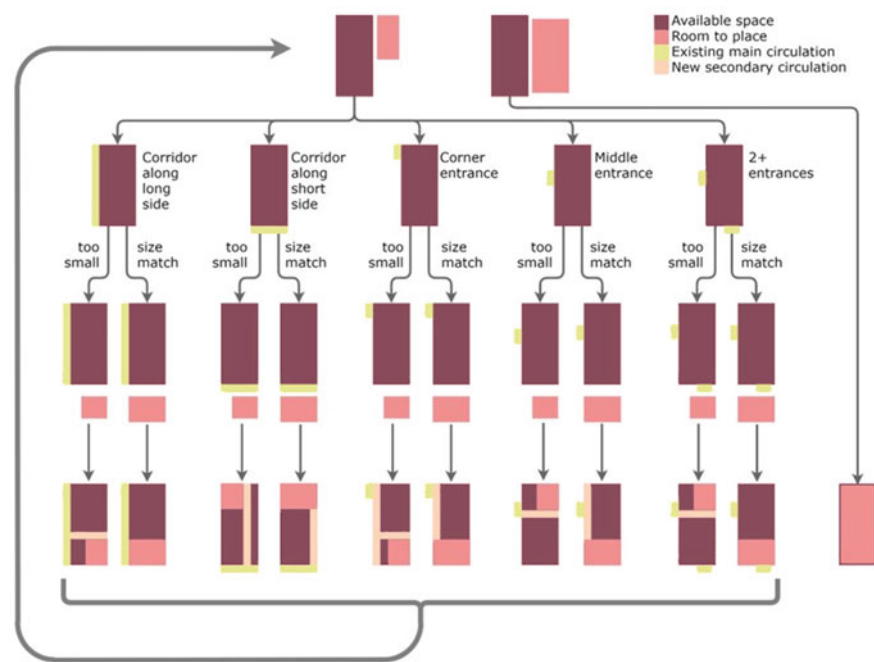 Available space
Room to place
Existing main circulation
New secondary circulation
Corridor
along
long
side
Corridor
along
short
side
Corner
entrance
Middle
entrance
2+
entrances
too
small
size
match
too
small
size
match
too
small
size
match
too
small
size
match
too
small
size
match